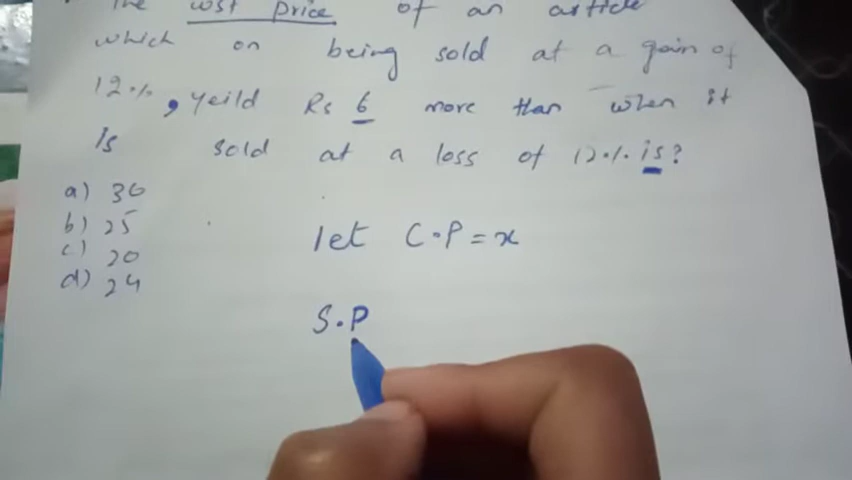 The cost price of an article
which on being sold at a gain of
12%, yeild Rs 6 more than when it
Is sold at a loss of 12% is?
a) 30
b) 25
c) 20
d) 24
let C.P = x
S.P